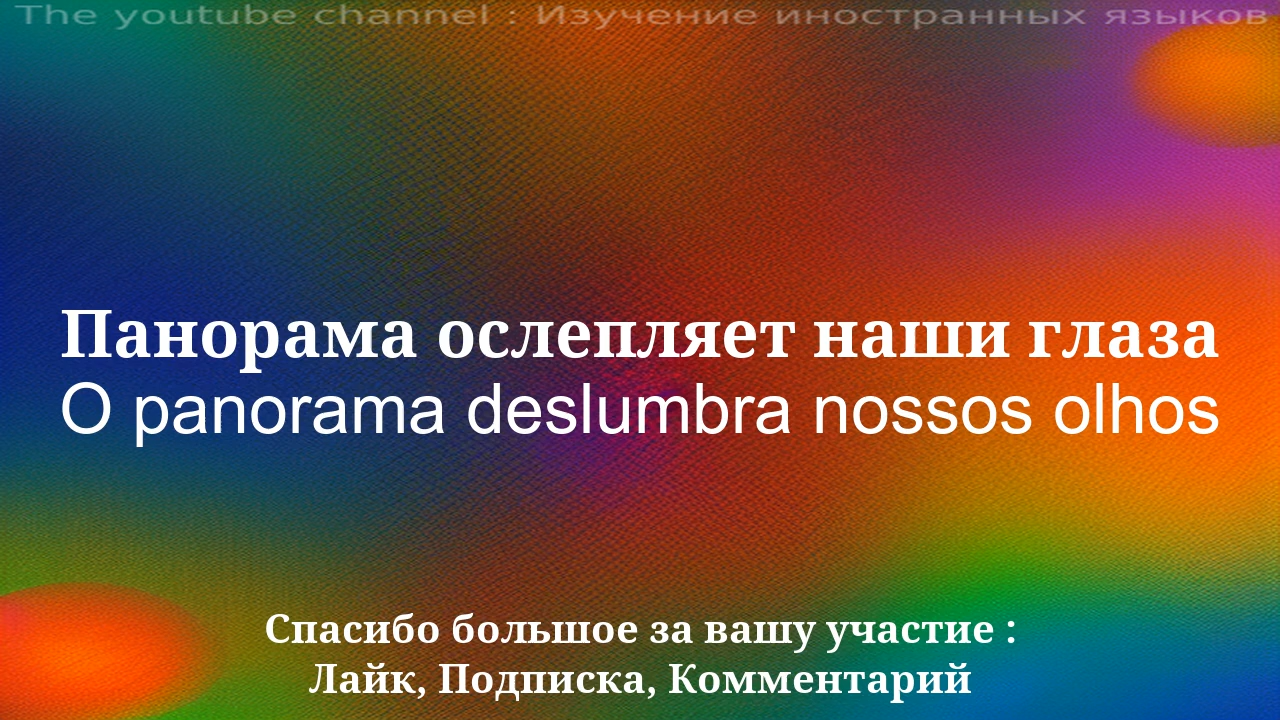 The youtube channel : Изучение иностранных языков
Панорама ослепляет наши глаза
O panorama deslumbra nossos olhos
Спасибо большое за вашу участие :
Лайк, Подписка, Комментарий